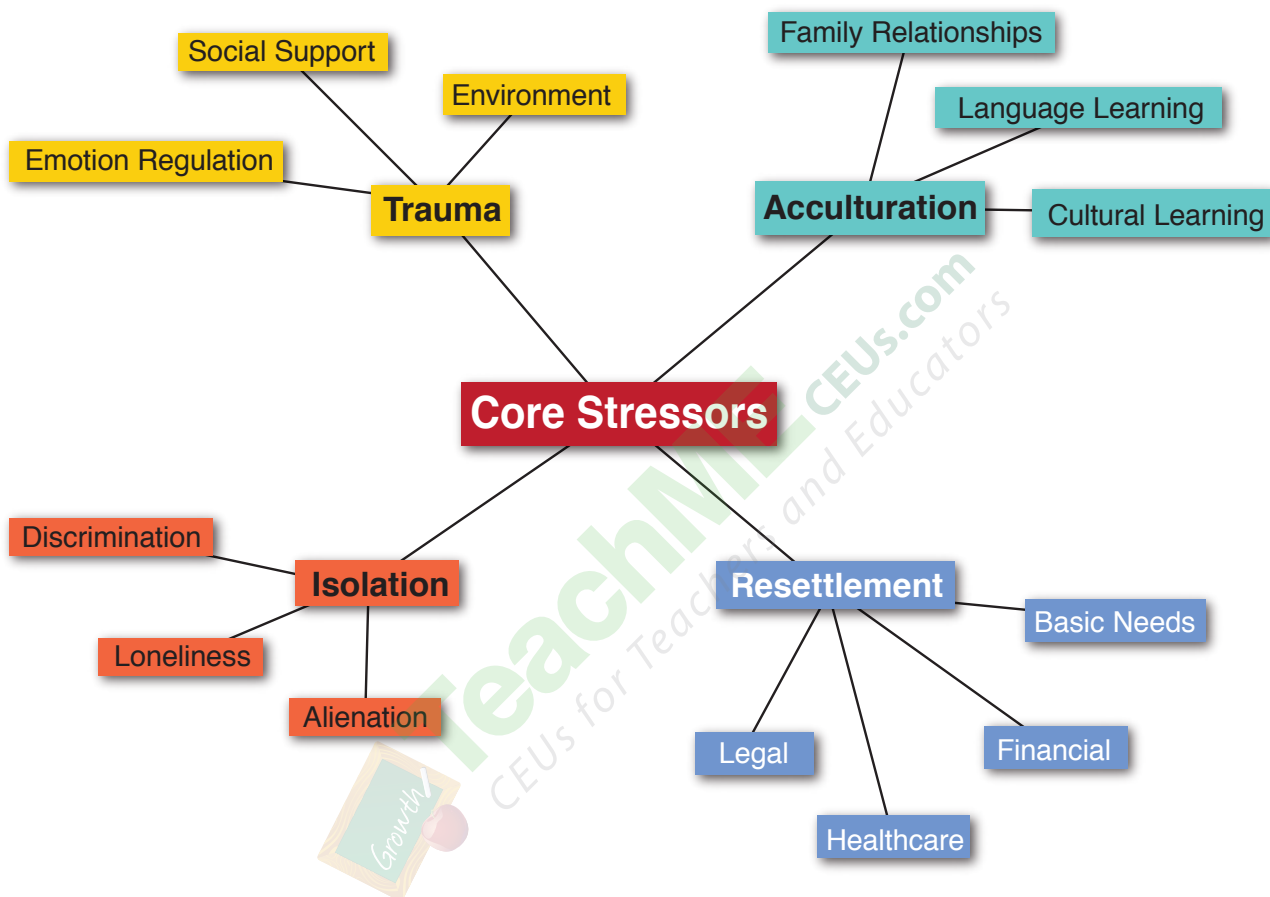 Social Support
Environment
Emotion Regulation
Trauma
Family Relationships
Language Learning
Acculturation
Cultural Learning
Core Stressors
Discrimination
Isolation
Loneliness
Alienation
Resettlement
Basic Needs
Legal
Financial
Healthcare
TeachME CEUs.com
CEUs for Teachers and Educators
Growth